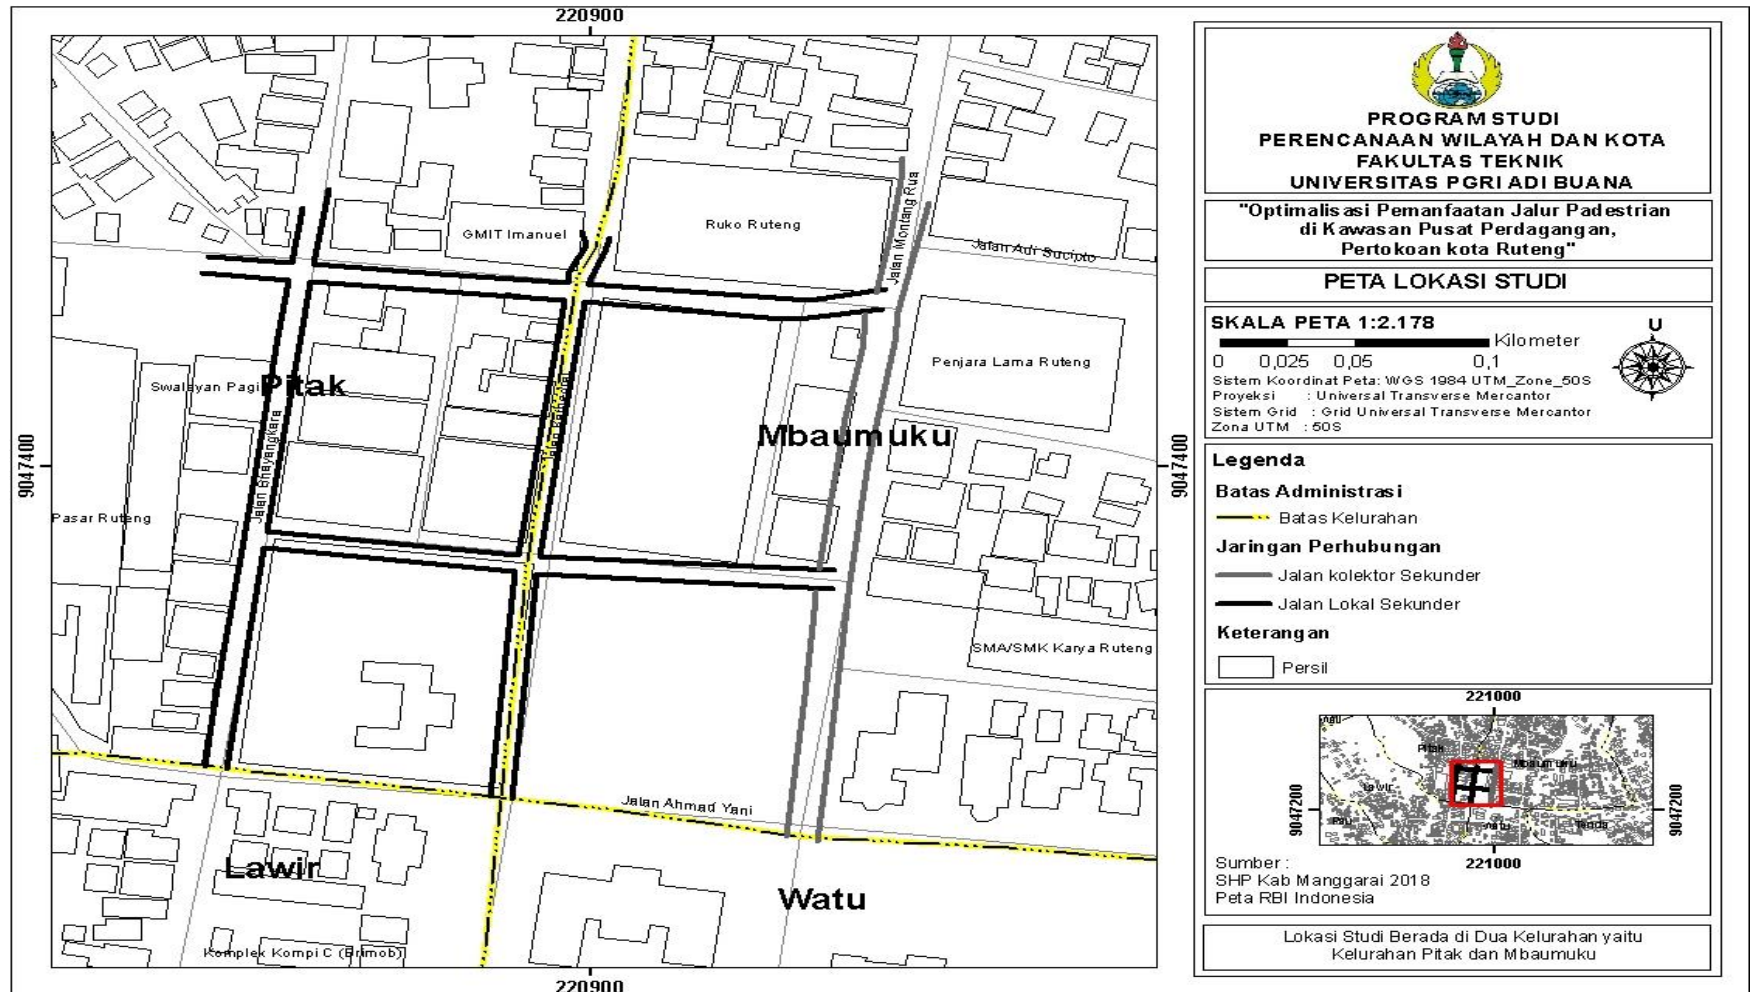 220900
GMIT Imanuel
Ruko Ruteng
Jalan Montang Rua
Jalan Adi Sucipto
Swalayan Pagi
Pitak
Penjara Lama Ruteng
Mbaumuku
Jalan Bhayangkara
9047400
9047400
Pasar Ruteng
SMA/SMK Karya Ruteng
Jalan Ahmad Yani
Lawir
Watu
Komplek Kompi C (Brimob)
220900
PROGRAM STUDI
PERENCANAAN WILAYAH DAN KOTA
FAKULTAS TEKNIK
UNIVERSITAS PGRI ADI BUANA
"Optimalisasi Pemanfaatan Jalur Padestrian
di Kawasan Pusat Perdagangan,
Pertokoan kota Ruteng"
PETA LOKASI STUDI
SKALA PETA 1:2.178
U
Kilometer
0 0,025 0,05 0,1
Sistem Koordinat Peta: WGS 1984 UTM_Zone_50S
Proyeksi : Universal Transverse Mercantor
Sistem Grid : Grid Universal Transverse Mercantor
Zona UTM : 50S
Legenda
Batas Administrasi
Batas Kelurahan
Jaringan Perhubungan
Jalan kolektor Sekunder
Jalan Lokal Sekunder
Keterangan
Persil
221000
Pitak
Mbaumuku
Lawir
9047200
9047200
Tenda
221000
Sumber :
SHP Kab Manggarai 2018
Peta RBI Indonesia
Lokasi Studi Berada di Dua Kelurahan yaitu
Kelurahan Pitak dan Mbaumuku